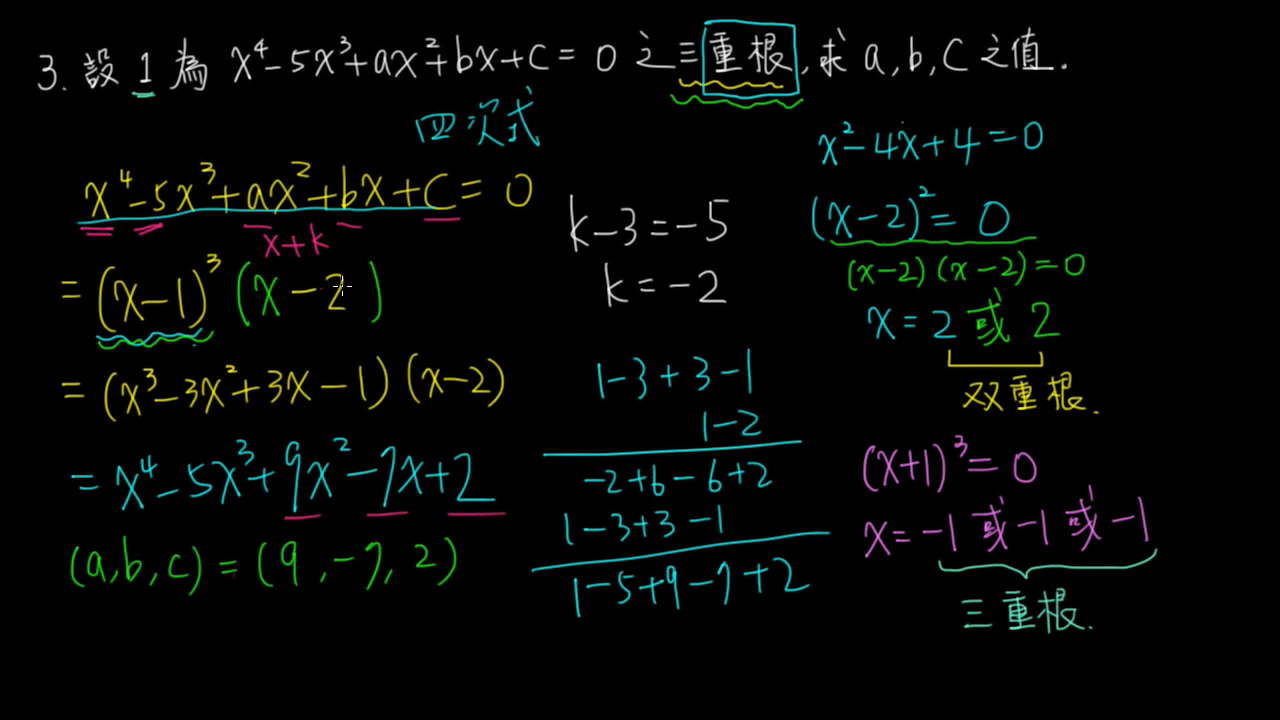 3. 設 1 為 x⁴-5x³+ax²+bx+c=0 之三重根, 求 a,b,c 之值.
四次式
x⁴-5x³+ax²+bx+c=0
x+k
=(x-1)³(x-2)
=(x³-3x²+3x-1)(x-2)
=x⁴-5x³+9x²-7x+2
(a,b,c)=(9,-7,2)
k-3=-5
k=-2
1-3+3-1
1-2
-2+6-6+2
1-3+3-1
1-5+9-7+2
x²-4x+4=0
(x-2)²=0
(x-2)(x-2)=0
x=2 或 2
双重根.
(x+1)³=0
x=-1 或 -1 或 -1
三重根.